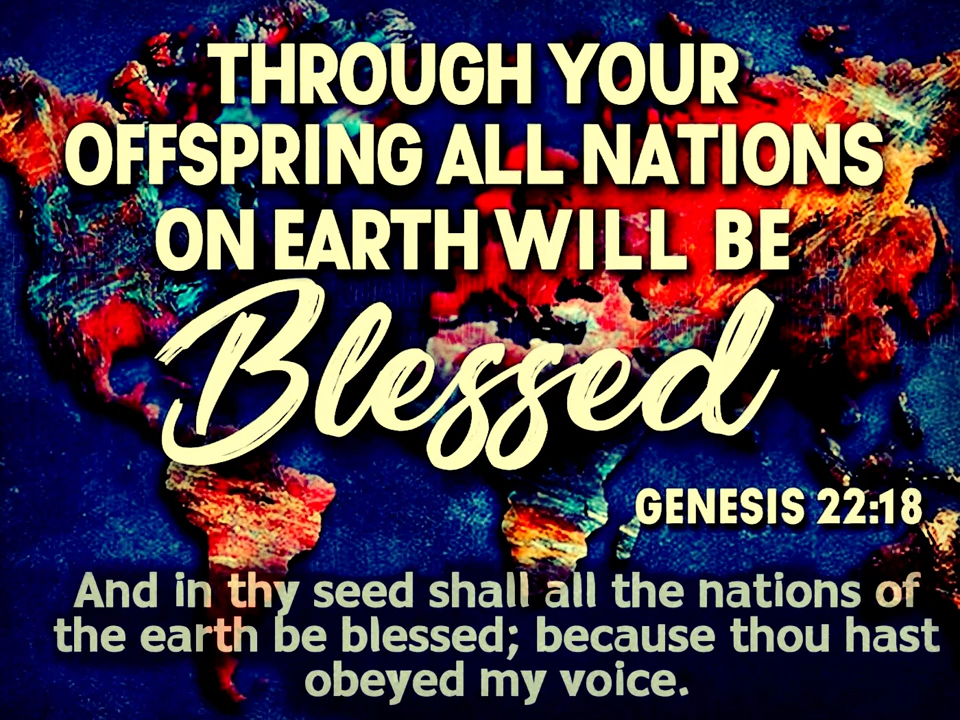 THROUGH YOUR
OFFSPRING ALL NATIONS
ON EARTH WILL BE
Blessed
GENESIS 22:18
And in thy seed shall all the nations of
the earth be blessed; because thou hast
obeyed my voice.